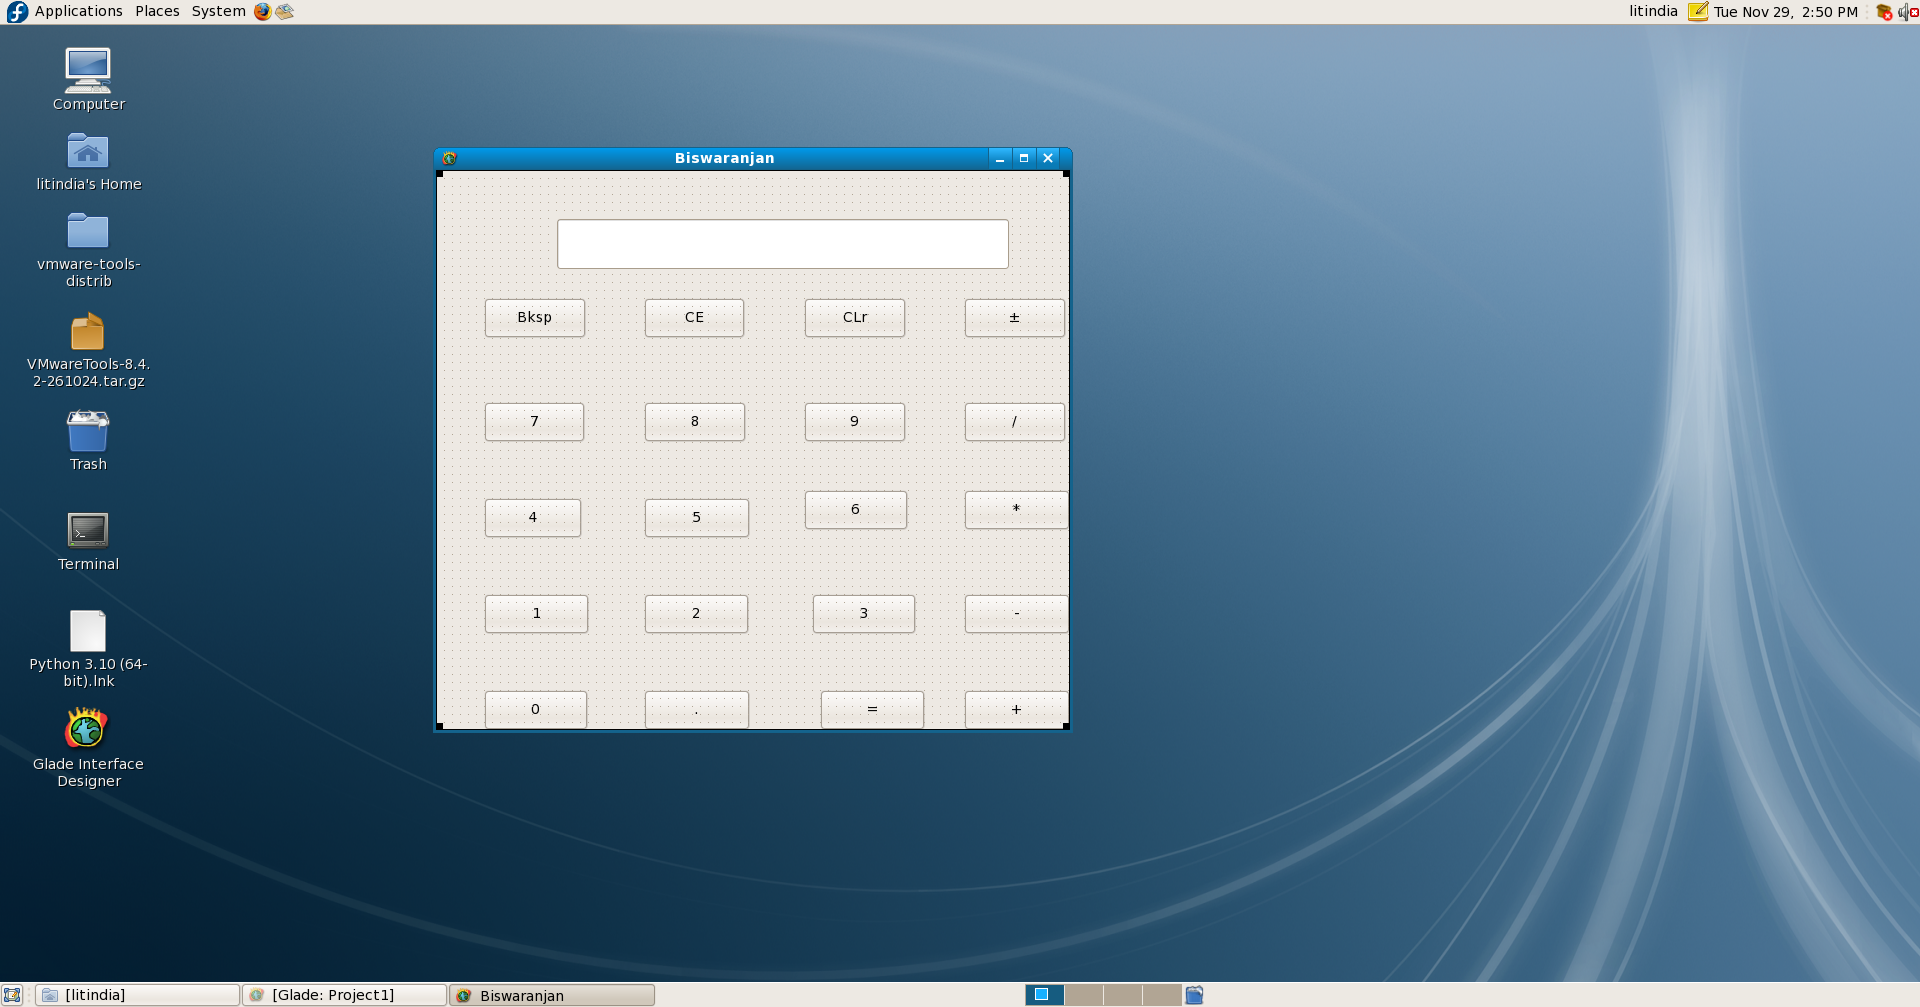 Applications Places System
litindia Tue Nov 29, 2:50 PM
Computer
litindia's Home
vmware-tools-
distrib
VMwareTools-8.4.
2-261024.tar.gz
Trash
Terminal
Python 3.10 (64-
bit).lnk
Glade Interface
Designer
Biswaranjan
Bksp CE CLr ±
7 8 9 /
4 5 6 *
1 2 3 -
0 . = +
[litindia] [Glade: Project1] Biswaranjan